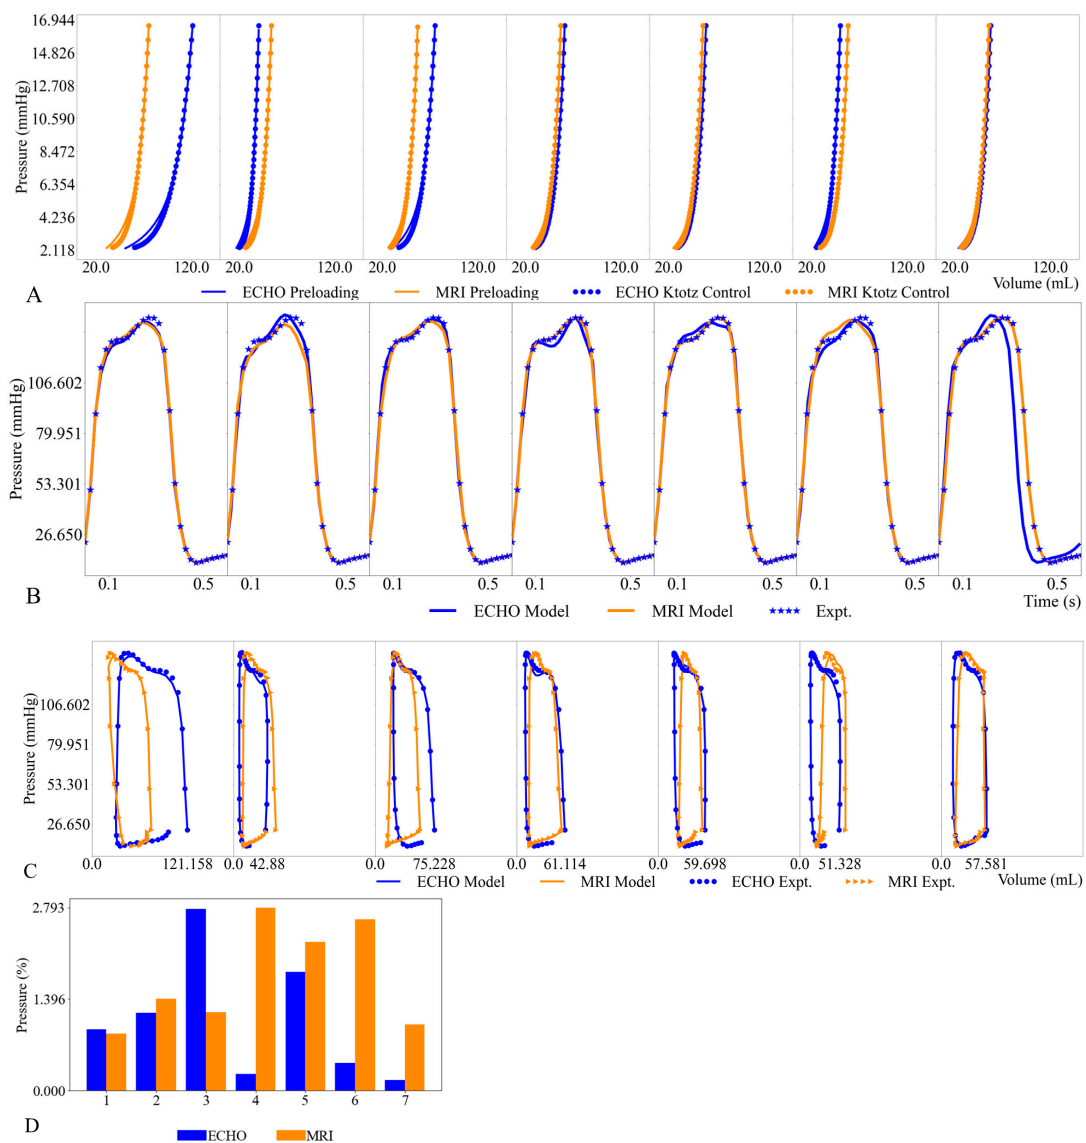 16.944
14.826
12.708
10.590
8.472
6.354
4.236
2.118
Pressure (mmHg)
20.0 120.0 20.0 120.0 20.0 120.0 20.0 120.0 20.0 120.0 20.0 120.0 20.0 120.0
Volume (mL)
A
ECHO Preloading MRI Preloading ECHO Ktotz Control MRI Ktotz Control
106.602
79.951
53.301
26.650
Pressure (mmHg)
0.1 0.5 0.1 0.5 0.1 0.5 0.1 0.5 0.1 0.5 0.1 0.5 0.1 0.5
Time (s)
B
ECHO Model MRI Model Expt.
106.602
79.951
53.301
26.650
Pressure (mmHg)
0.0 121.158 0.0 42.88 0.0 75.228 0.0 61.114 0.0 59.698 0.0 51.328 0.0 57.581
Volume (mL)
C
ECHO Model MRI Model ECHO Expt. MRI Expt.
2.793
1.396
0.000
Pressure (%)
1 2 3 4 5 6 7
D
ECHO MRI